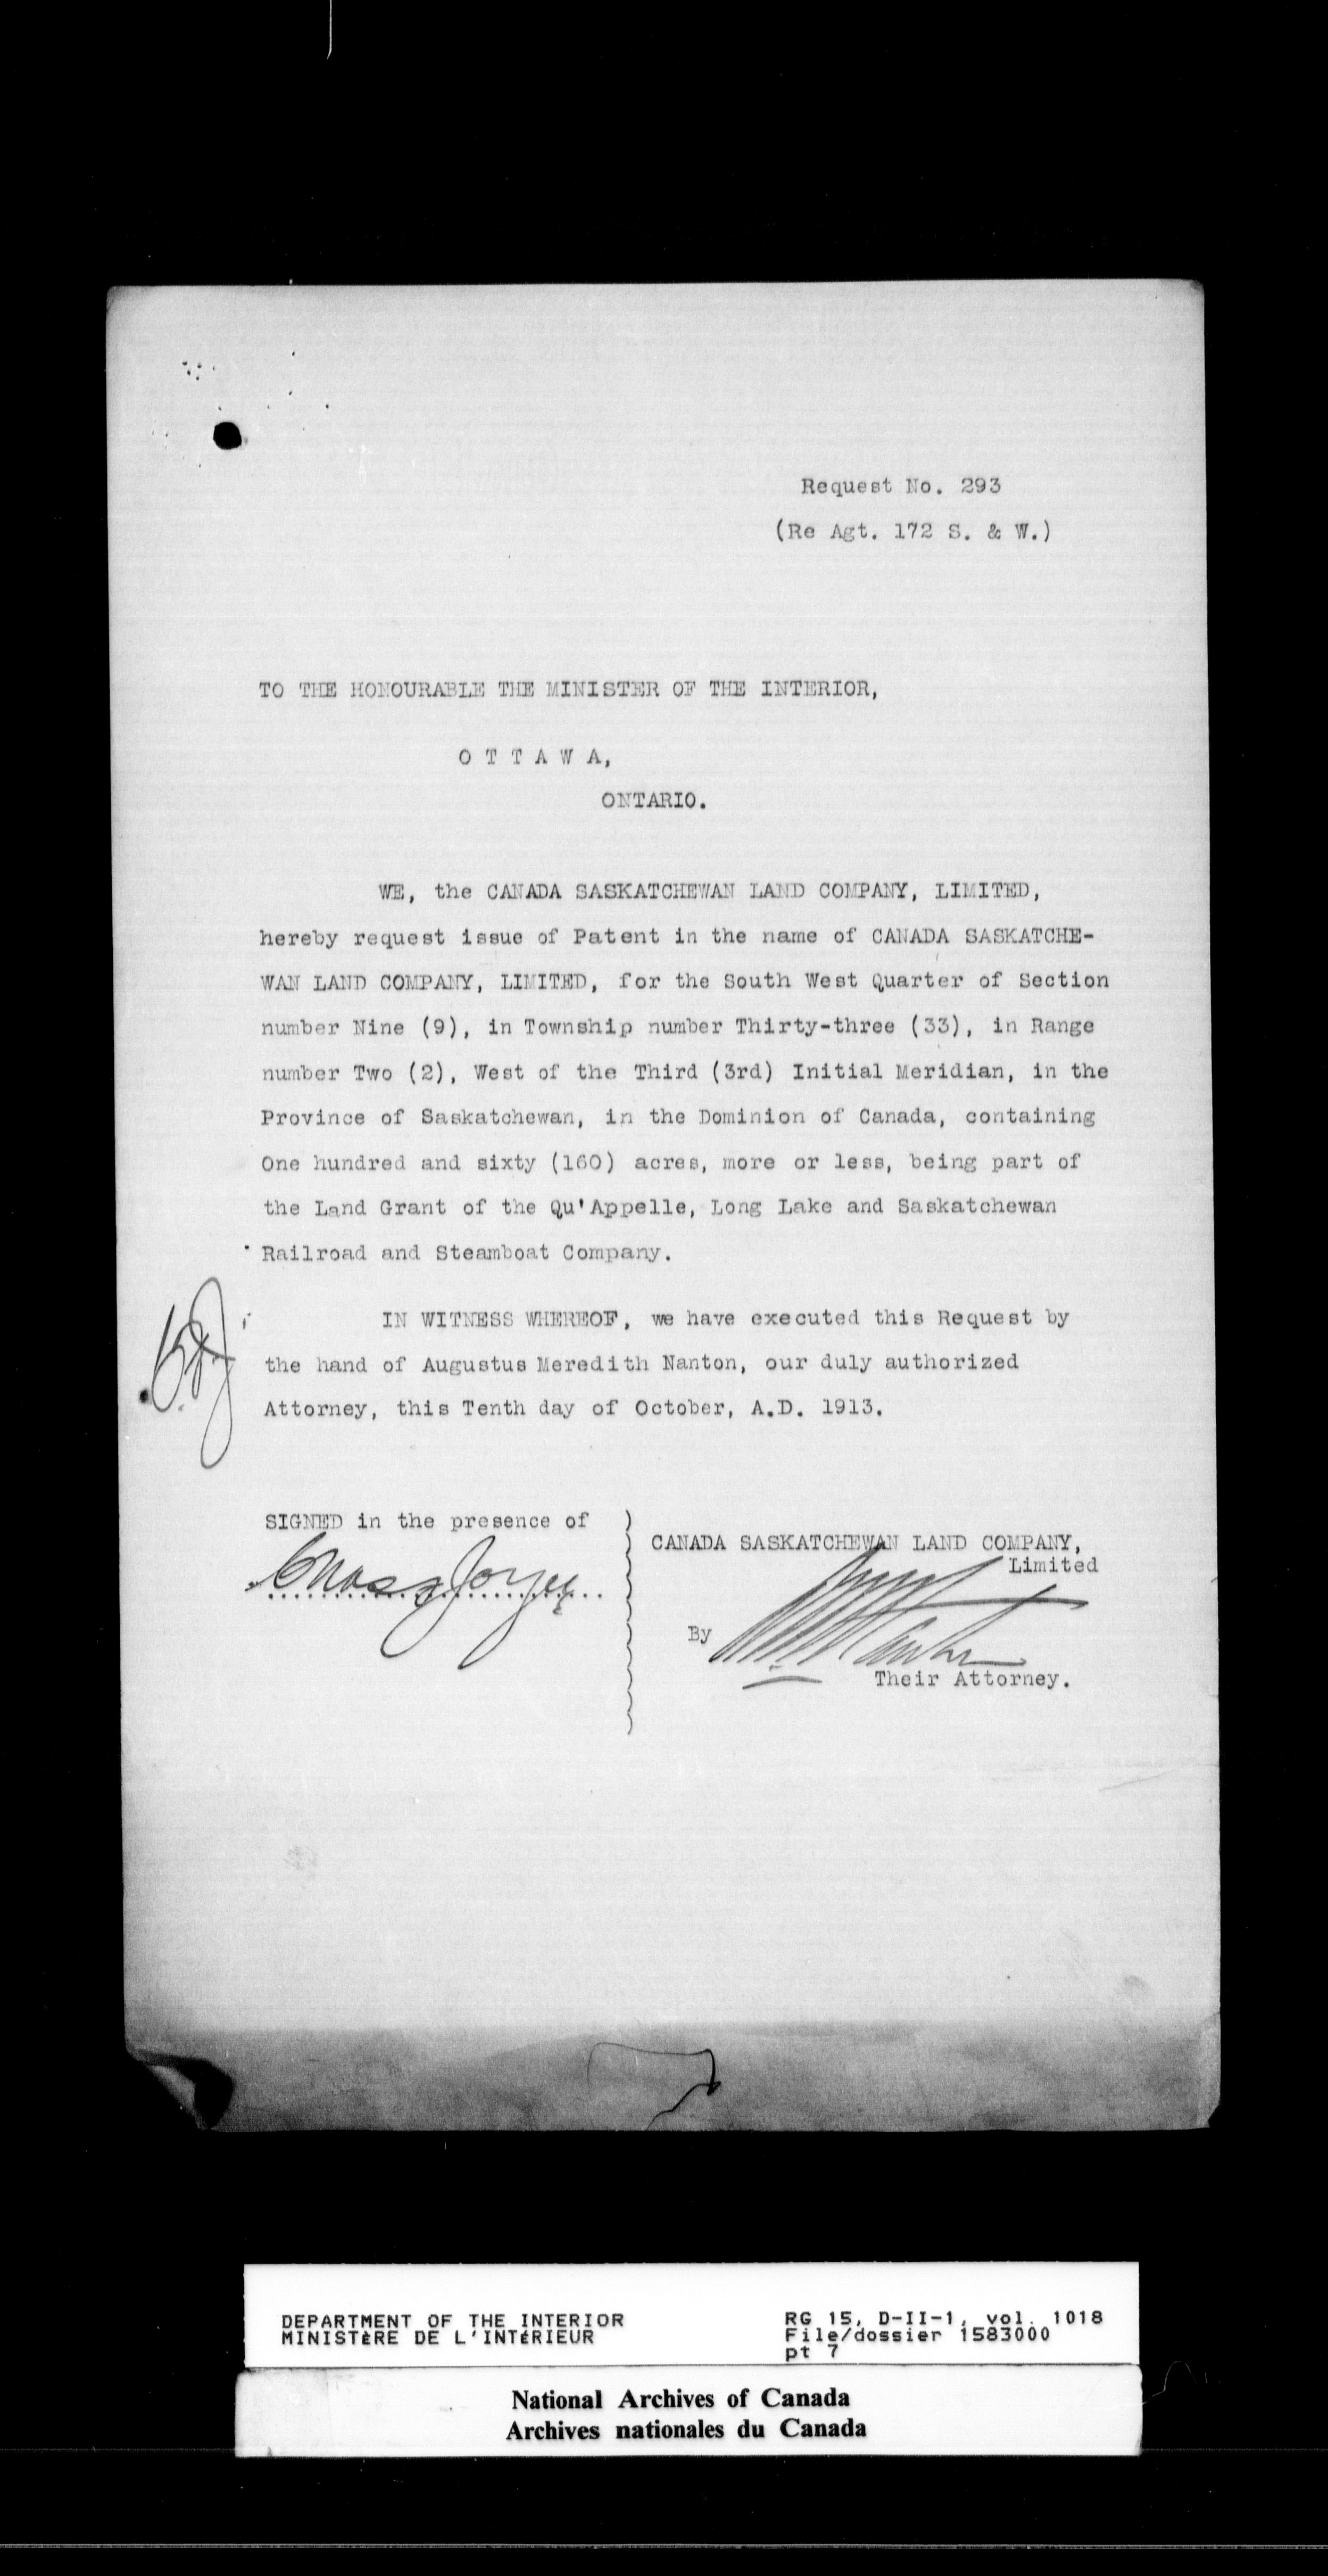 Request No. 293
(Re Agt. 172 S. & W.)
TO THE HONOURABLE THE MINISTER OF THE INTERIOR,
O T T A W A,
ONTARIO.
WE, the CANADA SASKATCHEWAN LAND COMPANY, LIMITED,
hereby request issue of Patent in the name of CANADA SASKATCHE-
WAN LAND COMPANY, LIMITED, for the South West Quarter of Section
number Nine (9), in Township number Thirty-three (33), in Range
number Two (2), West of the Third (3rd) Initial Meridian, in the
Province of Saskatchewan, in the Dominion of Canada, containing
One hundred and sixty (160) acres, more or less, being part of
the Land Grant of the Qu'Appelle, Long Lake and Saskatchewan
Railroad and Steamboat Company.
IN WITNESS WHEREOF, we have executed this Request by
the hand of Augustus Meredith Nanton, our duly authorized
Attorney, this Tenth day of October, A.D. 1913.
SIGNED in the presence of
CANADA SASKATCHEWAN LAND COMPANY,
Limited
By Nanton
Their Attorney.
DEPARTMENT OF THE INTERIOR
MINISTÈRE DE L'INTÉRIEUR
RG 15, D-II-1, vol. 1018
File/dossier 1583000
pt 7
National Archives of Canada
Archives nationales du Canada